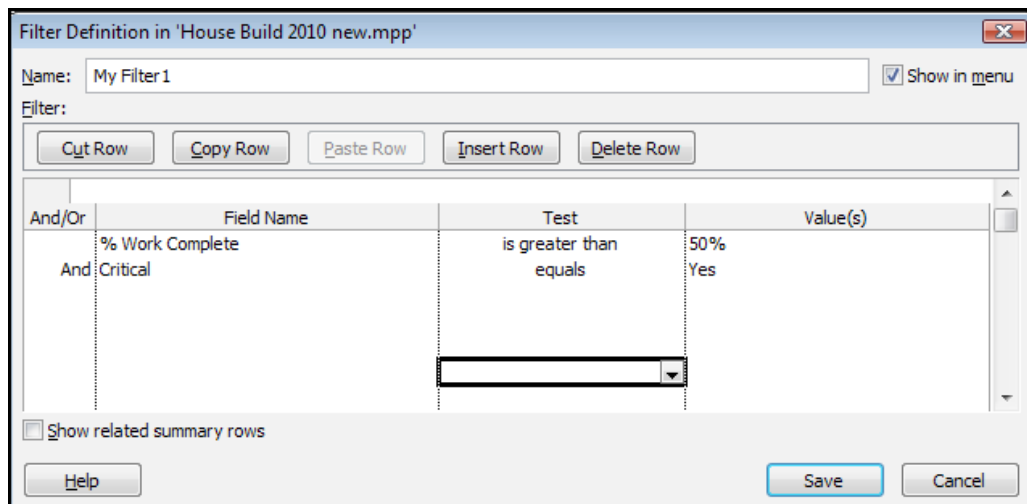 Filter Definition in 'House Build 2010 new.mpp'
Name: My Filter1 Show in menu
Filter:
Cut Row Copy Row Paste Row Insert Row Delete Row
And/Or Field Name Test Value(s)
% Work Complete is greater than 50%
And Critical equals Yes
Show related summary rows
Help Save Cancel